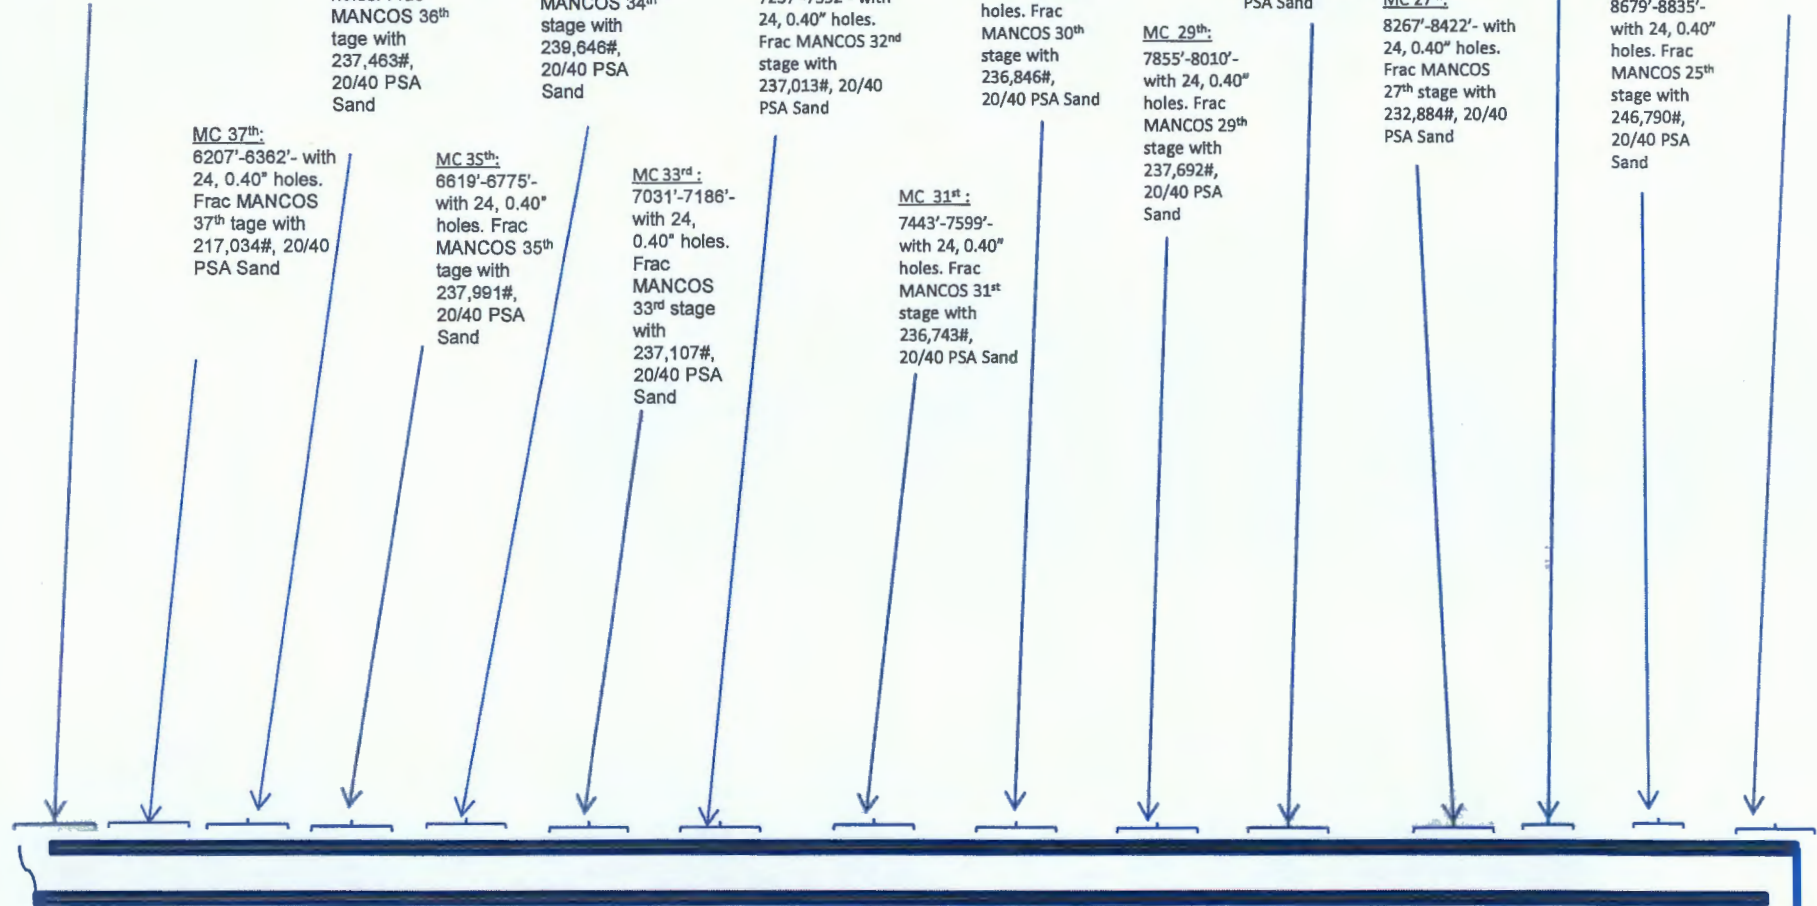 MANCOS 36th
tage with
237,463#,
20/40 PSA
Sand
MANCOS 34th
stage with
239,646#,
20/40 PSA
Sand
24, 0.40" holes.
Frac MANCOS 32nd
stage with
237,013#, 20/40
PSA Sand
holes. Frac
MANCOS 30th
stage with
236,846#,
20/40 PSA Sand
PSA Sand
MC 29th:
7855'-8010'-
with 24, 0.40"
holes. Frac
MANCOS 29th
stage with
237,692#,
20/40 PSA
Sand
MC 27th:
8267'-8422'- with
24, 0.40" holes.
Frac MANCOS
27th stage with
232,884#, 20/40
PSA Sand
8679'-8835'-
with 24, 0.40"
holes. Frac
MANCOS 25th
stage with
246,790#,
20/40 PSA
Sand
MC 37th:
6207'-6362'- with
24, 0.40" holes.
Frac MANCOS
37th tage with
217,034#, 20/40
PSA Sand
MC 35th:
6619'-6775'-
with 24, 0.40"
holes. Frac
MANCOS 35th
tage with
237,991#,
20/40 PSA
Sand
MC 33rd :
7031'-7186'-
with 24,
0.40" holes.
Frac
MANCOS
33rd stage
with
237,107#,
20/40 PSA
Sand
MC 31st :
7443'-7599'-
with 24, 0.40"
holes. Frac
MANCOS 31st
stage with
236,743#,
20/40 PSA Sand